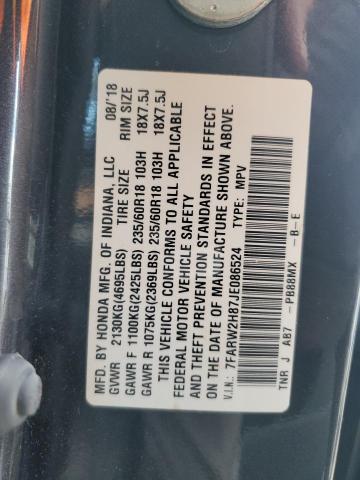 MFD. BY HONDA MFG. OF INDIANA, LLC 08/'18
GVWR 2130KG(4695LBS) TIRE SIZE RIM SIZE
GAWR F 1100KG(2425LBS) 235/60R18 103H 18X7.5J
GAWR R 1075KG(2369LBS) 235/60R18 103H 18X7.5J
THIS VEHICLE CONFORMS TO ALL APPLICABLE
FEDERAL MOTOR VEHICLE SAFETY
AND THEFT PREVENTION STANDARDS IN EFFECT
ON THE DATE OF MANUFACTURE SHOWN ABOVE.
V.I.N.: 7FARW2H87JE086524 TYPE: MPV
TNR J AB7 -PB88MX -B-E